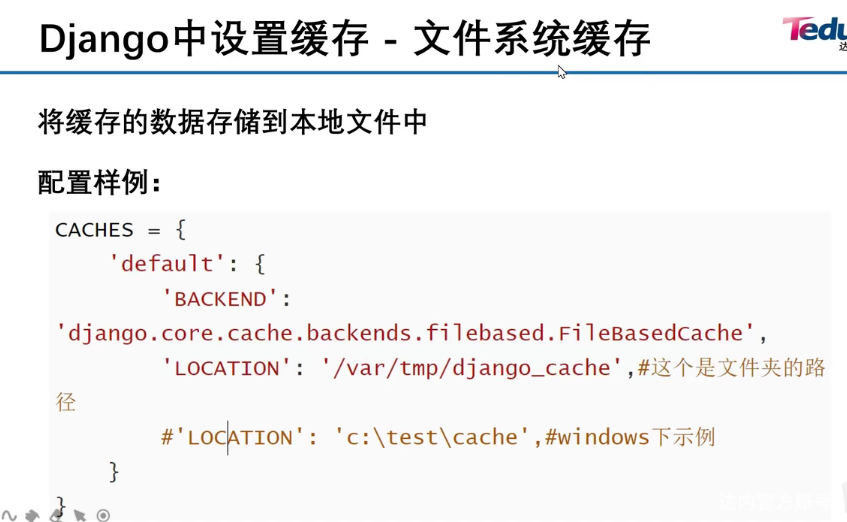 Django中设置缓存 - 文件系统缓存
Tedu
达
将缓存的数据存储到本地文件中
配置样例：
CACHES = {
'default': {
'BACKEND':
'django.core.cache.backends.filebased.FileBasedCache',
'LOCATION': '/var/tmp/django_cache',#这个是文件夹的路
径
#'LOCATION': 'c:\test\cache',#windows下示例
}
}